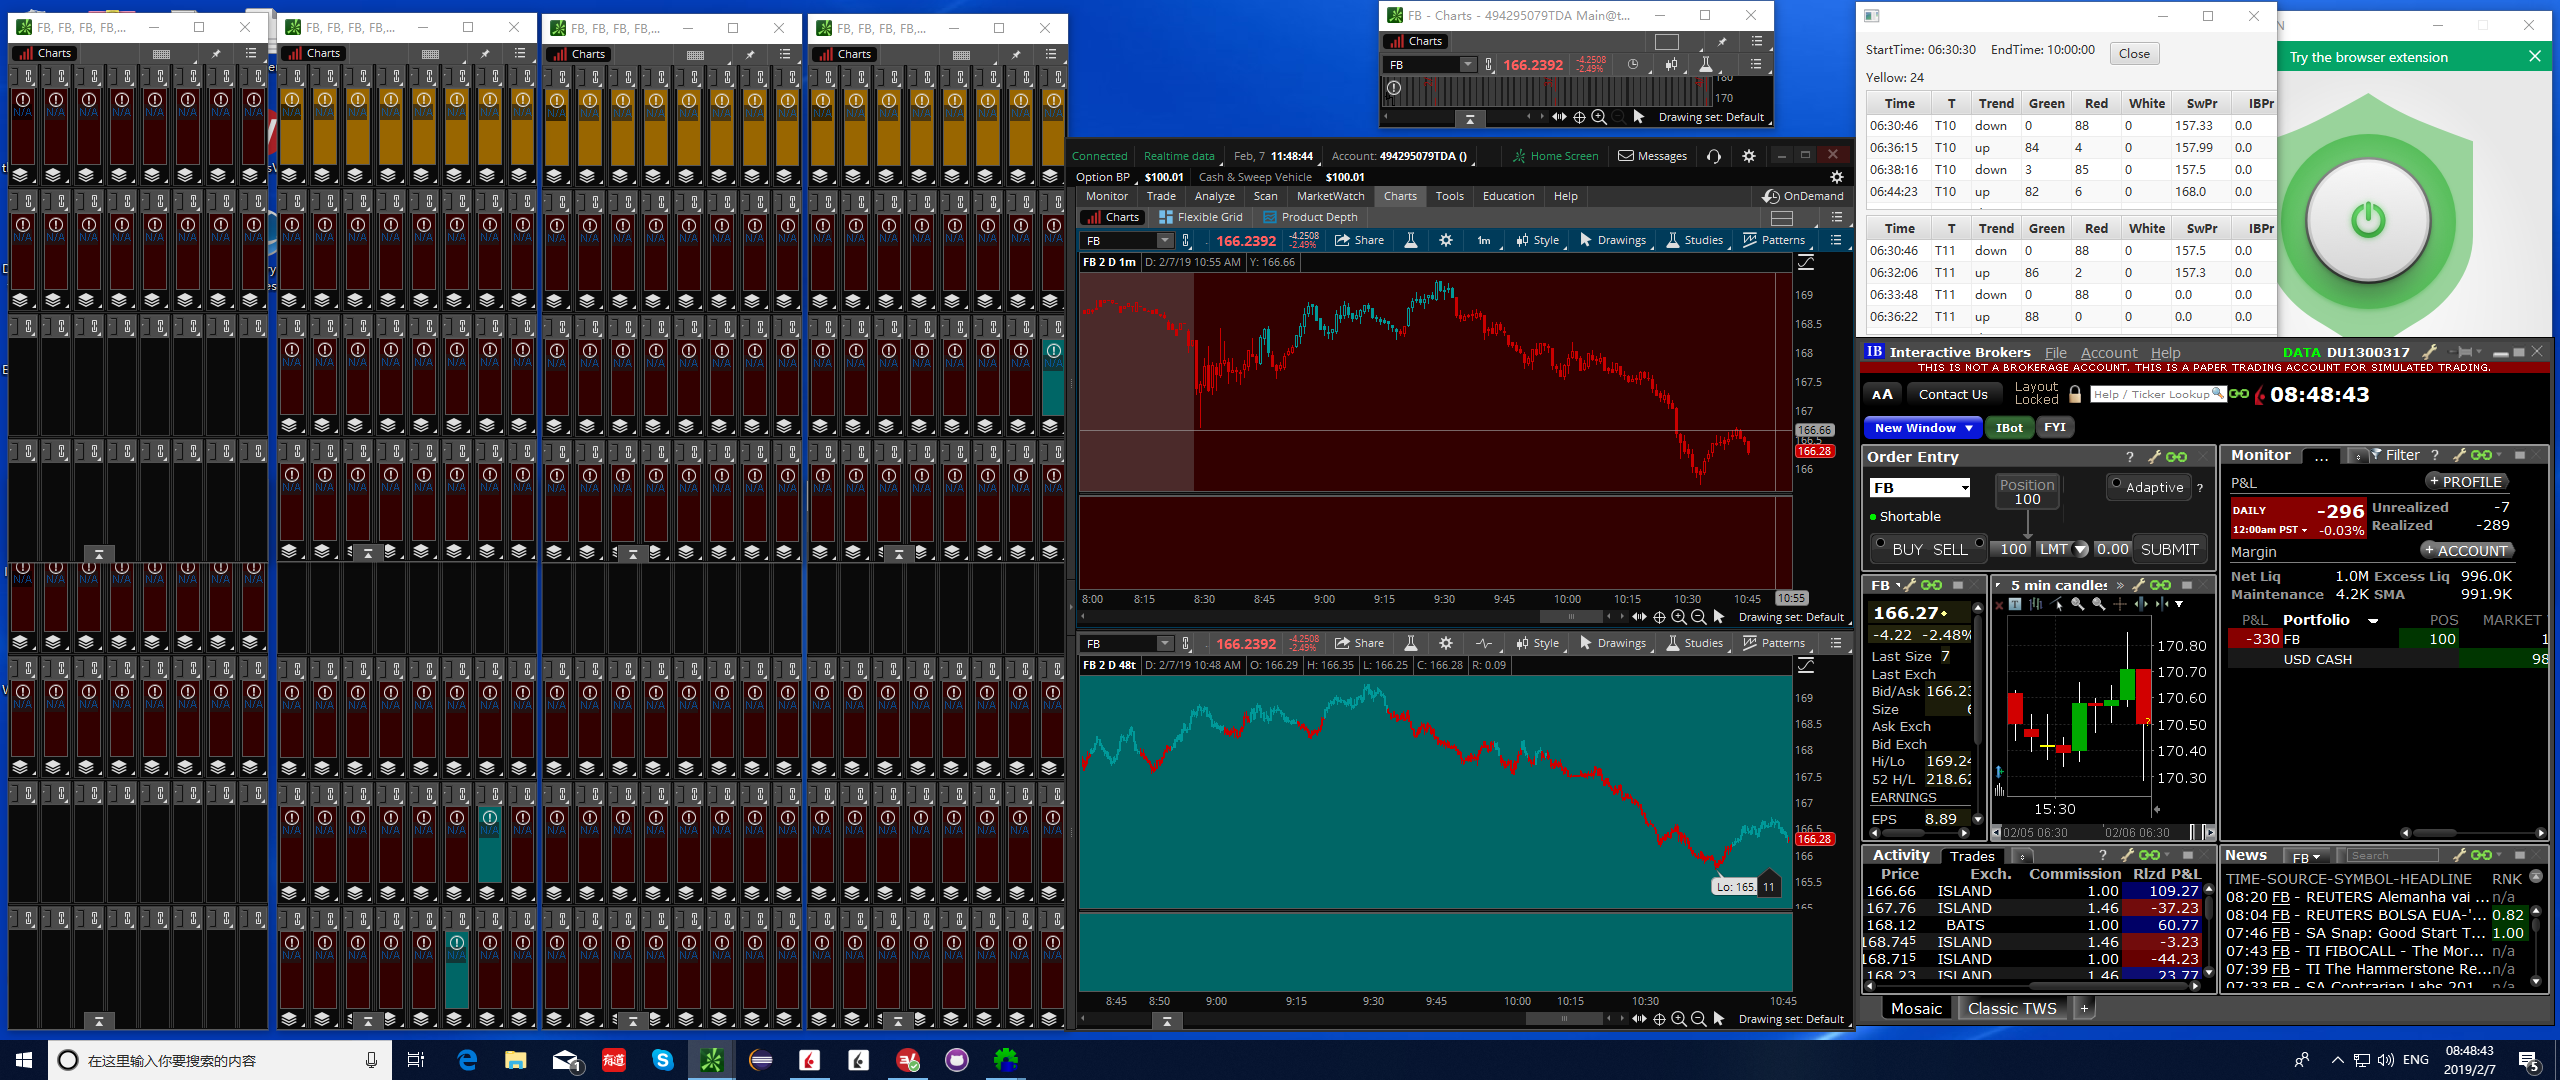 FB, FB, FB, FB,...
Charts
FB, FB, FB, FB,...
Charts
FB, FB, FB, FB,...
Charts
FB, FB, FB, FB,...
Charts
FB - Charts - 494295079TDA Main@t...
Charts
FB 166.2392 -4.2508 -2.49%
180
170
Drawing set: Default
Connected Realtime data Feb, 7 11:48:44 Account: 494295079TDA () Home Screen Messages
Option BP $100.01 Cash & Sweep Vehicle $100.01
Monitor Trade Analyze Scan MarketWatch Charts Tools Education Help OnDemand
Charts Flexible Grid Product Depth
FB 166.2392 -4.2508 -2.49% Share 1m Style Drawings Studies Patterns
FB 2 D 1m D: 2/7/19 10:55 AM Y: 166.66
169
168.5
168
167.5
167
166.66
166.5
166.28
166
8:00 8:15 8:30 8:45 9:00 9:15 9:30 9:45 10:00 10:15 10:30 10:45 10:55
Drawing set: Default
FB 166.2392 -4.2508 -2.49% Share Style Drawings Studies Patterns
FB 2 D 48t D: 2/7/19 10:48 AM O: 166.29 H: 166.35 L: 166.25 C: 166.28 R: 0.09
169
168.5
168
167.5
167
166.5
166.28
166
165.5
165
Lo: 165. 11
8:45 8:50 9:00 9:15 9:30 9:45 10:00 10:15 10:30 10:45
Drawing set: Default
StartTime: 06:30:30 EndTime: 10:00:00 Close
Yellow: 24
Time T Trend Green Red White SwPr IBPr
06:30:46 T10 down 0 88 0 157.33 0.0
06:36:15 T10 up 84 4 0 157.99 0.0
06:38:16 T10 down 3 85 0 157.5 0.0
06:44:23 T10 up 82 6 0 168.0 0.0
Time T Trend Green Red White SwPr IBPr
06:30:46 T11 down 0 88 0 157.5 0.0
06:32:06 T11 up 86 2 0 157.3 0.0
06:33:48 T11 down 0 88 0 0.0 0.0
06:36:22 T11 up 88 0 0 0.0 0.0
N
Try the browser extension
IB Interactive Brokers File Account Help DATA DU1300317
THIS IS NOT A BROKERAGE ACCOUNT. THIS IS A PAPER TRADING ACCOUNT FOR SIMULATED TRADING.
AA Contact Us Layout Locked Help / Ticker Lookup 08:48:43
New Window IBot FYI
Order Entry ?
FB Position 100 Adaptive ?
Shortable
BUY SELL 100 LMT 0.00 SUBMIT
Monitor ... Filter ?
P&L + PROFILE
DAILY -296 Unrealized -7
12:00am PST -0.03% Realized -289
Margin + ACCOUNT
Net Liq 1.0M Excess Liq 996.0K
Maintenance 4.2K SMA 991.9K
P&L Portfolio POS MARKET
-330 FB 100 1
USD CASH 98
FB
166.27
-4.22 -2.48%
Last Size 7
Last Exch
Bid/Ask 166.23
Size 6
Ask Exch
Bid Exch
Hi/Lo 169.24
52 H/L 218.62
EARNINGS
EPS 8.89
5 min candles
170.80
170.70
170.60
170.50
170.40
170.30
15:30
02/05 06:30 02/06 06:30
Activity Trades ?
Price Exch. Commission Rlzd P&L
166.66 ISLAND 1.00 109.27
167.76 ISLAND 1.46 -37.23
168.12 BATS 1.00 60.77
168.745 ISLAND 1.46 -3.23
168.715 ISLAND 1.00 -44.23
168.23 ISLAND 1.46 23.77
News FB Search
TIME-SOURCE-SYMBOL-HEADLINE RNK
08:20 FB - REUTERS Alemanha vai ... n/a
08:04 FB - REUTERS BOLSA EUA-'... 0.82
07:46 FB - SA Snap: Good Start T... 1.00
07:43 FB - TI FIBOCALL - The Mor... n/a
07:39 FB - TI The Hammerstone Re... n/a
07:33 FB - SA Contrarian Labs 201... n/a
Mosaic Classic TWS +
在这里输入你要搜索的内容
1
有道
ENG 08:48:43
2019/2/7
5